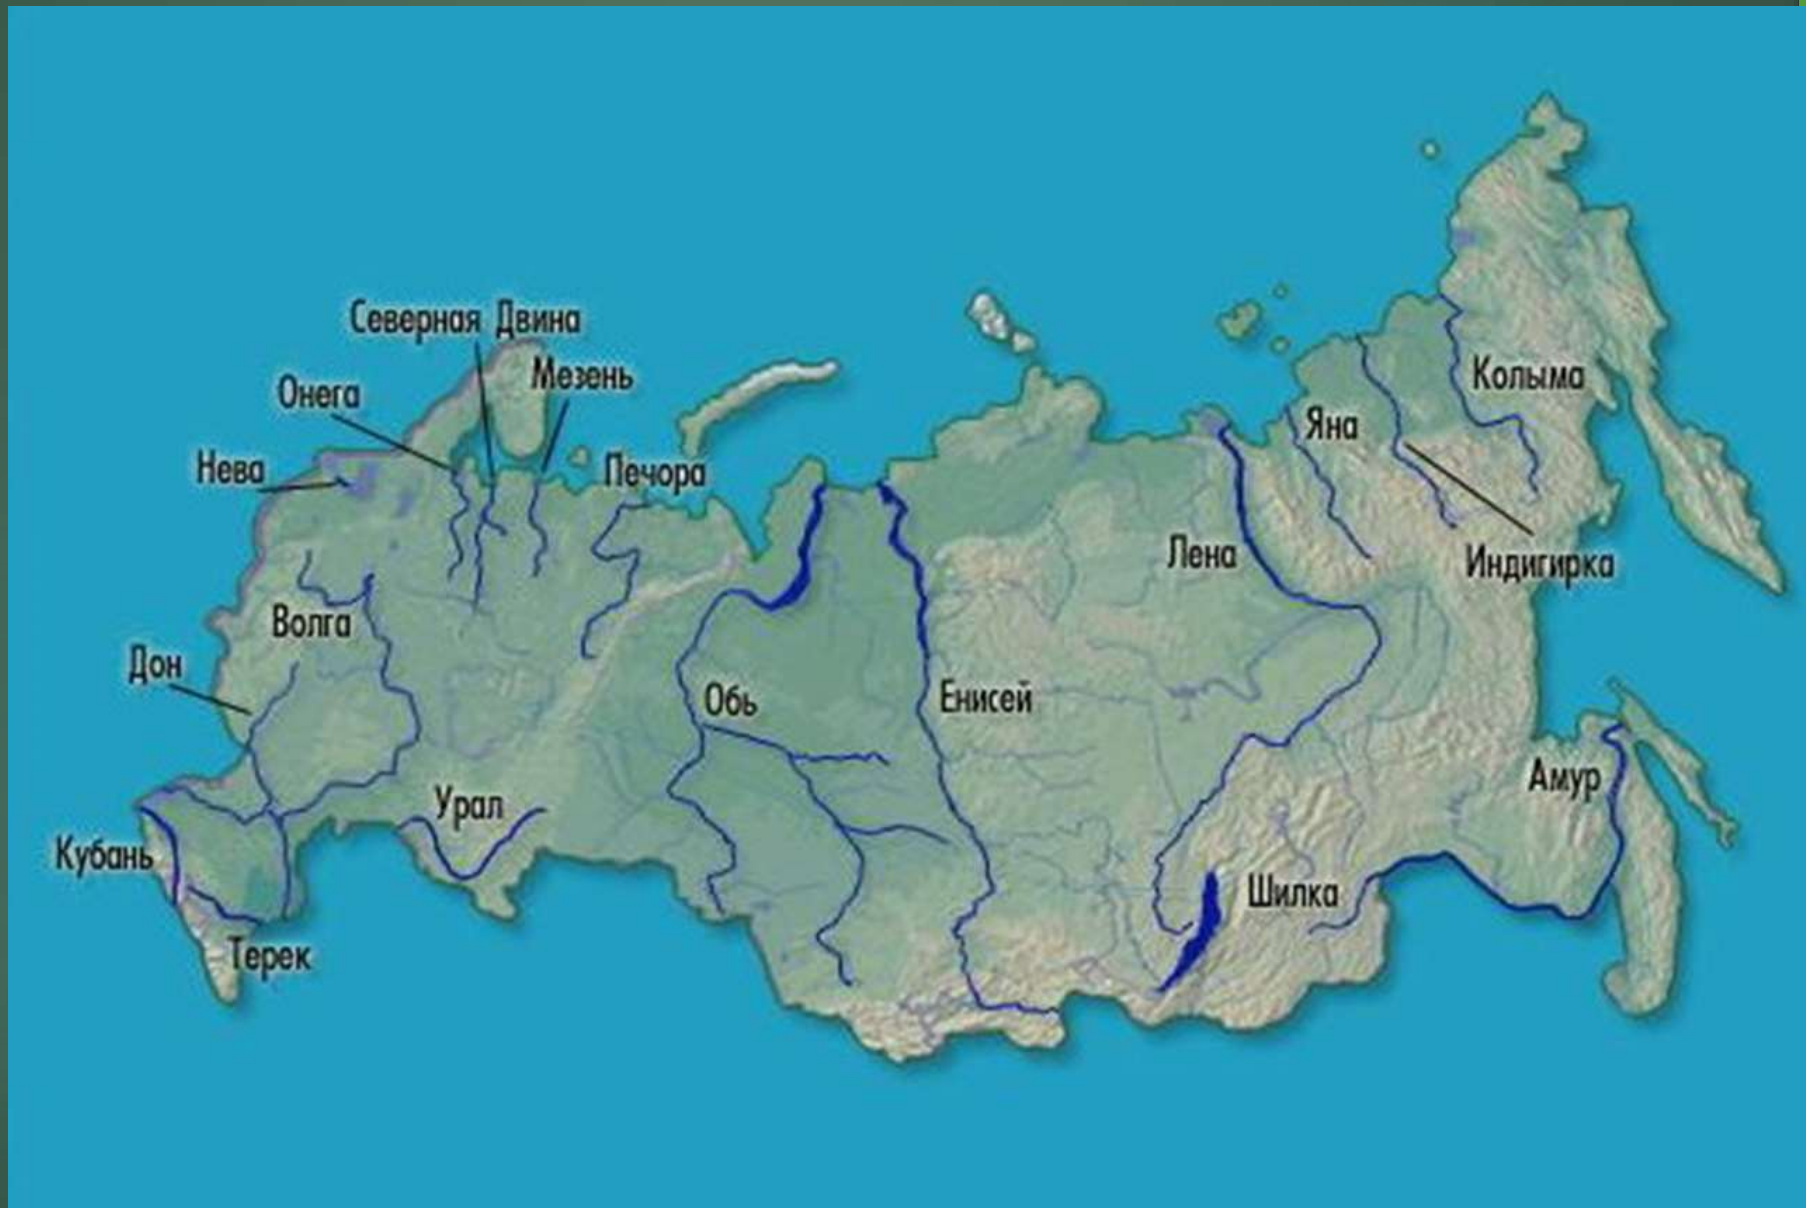 Северная Двина
Мезень
Онега
Нева
Печора
Колыма
Яна
Лена
Индигирка
Волга
Дон
Обь
Енисей
Амур
Урал
Кубань
Шилка
Терек